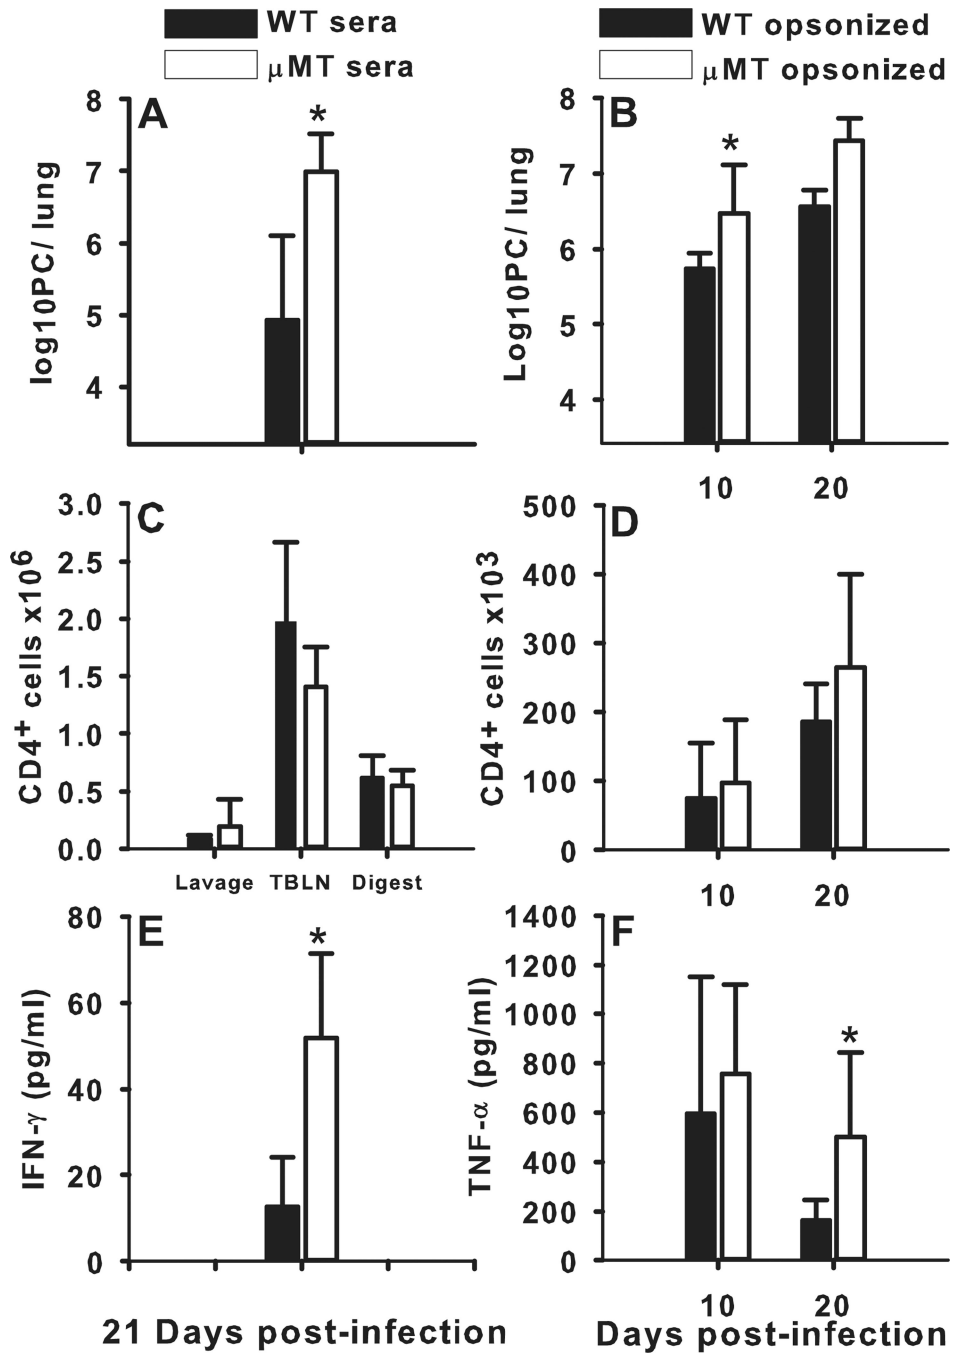 WT sera
μMT sera
WT opsonized
μMT opsonized
A
*
log10PC/ lung
8
7
6
5
4
B
*
Log10PC/ lung
8
7
6
5
4
10 20
C
CD4+ cells x10⁶
3.0
2.5
2.0
1.5
1.0
0.5
0.0
Lavage TBLN Digest
D
CD4+ cells x10³
500
400
300
200
100
0
10 20
E
*
IFN-γ (pg/ml)
80
60
40
20
0
21 Days post-infection
F
*
TNF-α (pg/ml)
1400
1200
1000
800
600
400
200
0
10 20
Days post-infection